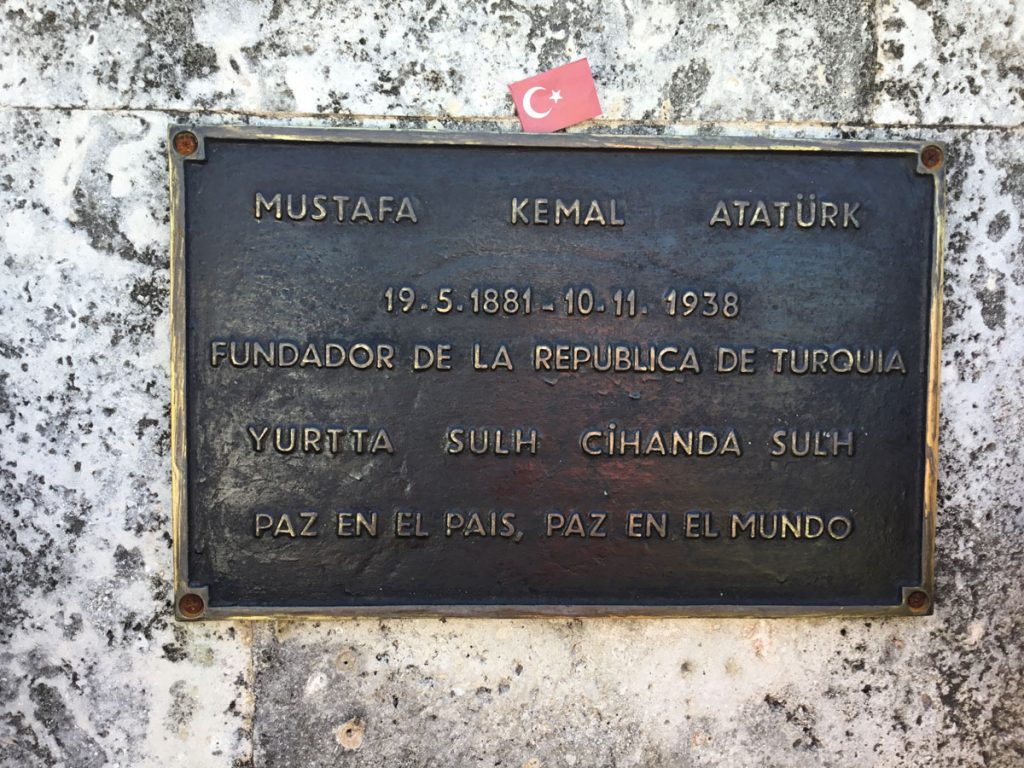 MUSTAFA KEMAL ATATÜRK
19.5.1881-10.11.1938
FUNDADOR DE LA REPUBLICA DE TURQUIA
YURTTA SULH CİHANDA SULH
PAZ EN EL PAIS, PAZ EN EL MUNDO